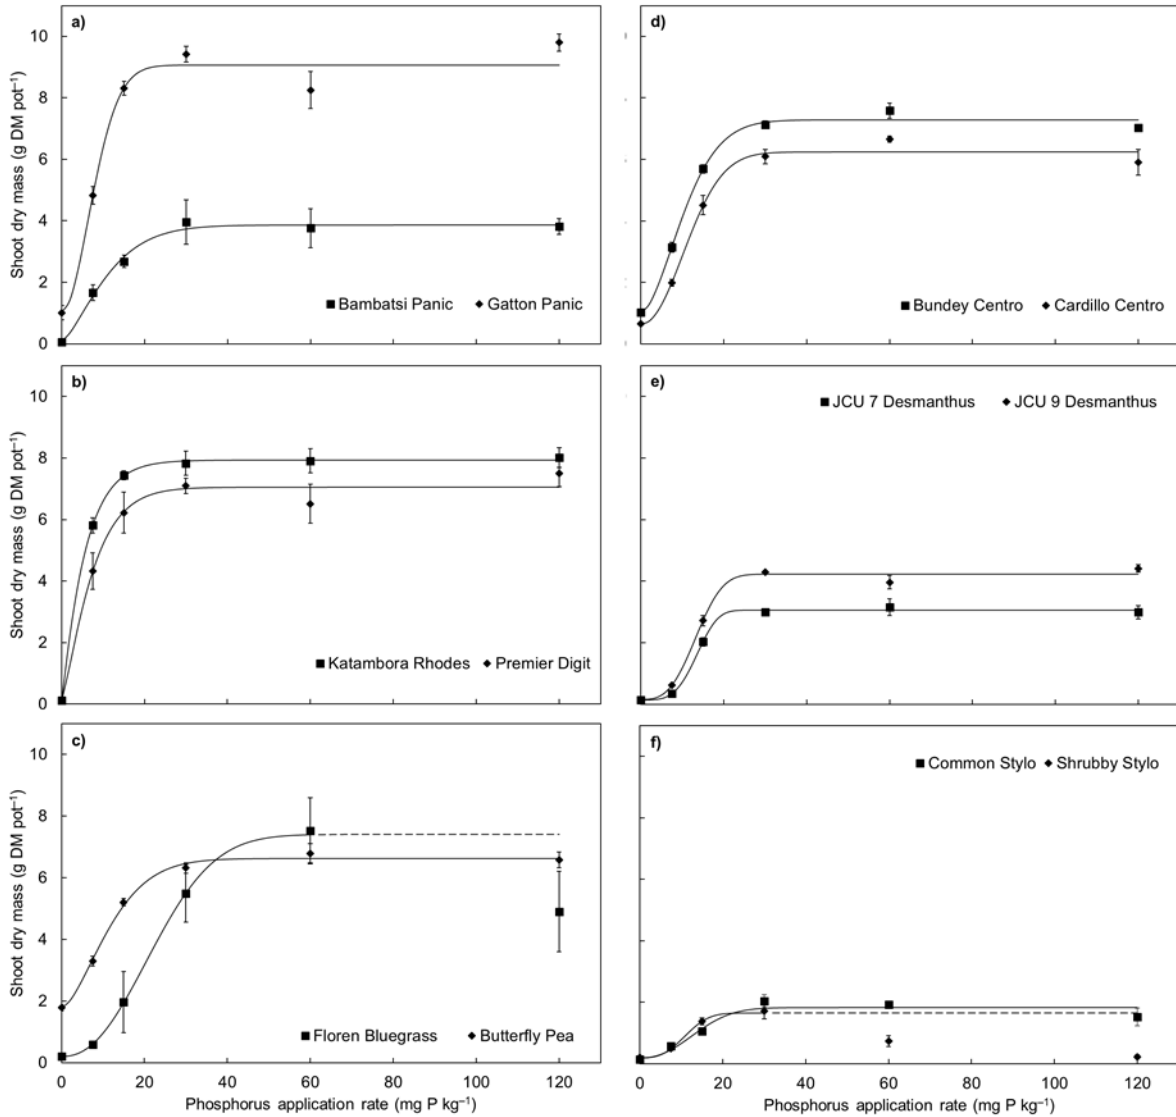 a)
Shoot dry mass (g DM pot⁻¹)
10
8
6
4
2
0
Bambatsi Panic Gatton Panic
d)
Bundey Centro Cardillo Centro
b)
Shoot dry mass (g DM pot⁻¹)
10
8
6
4
2
0
Katambora Rhodes Premier Digit
e)
JCU 7 Desmanthus JCU 9 Desmanthus
c)
Shoot dry mass (g DM pot⁻¹)
10
8
6
4
2
0
Floren Bluegrass Butterfly Pea
0 20 40 60 80 100 120
Phosphorus application rate (mg P kg⁻¹)
f)
Common Stylo Shrubby Stylo
0 20 40 60 80 100 120
Phosphorus application rate (mg P kg⁻¹)